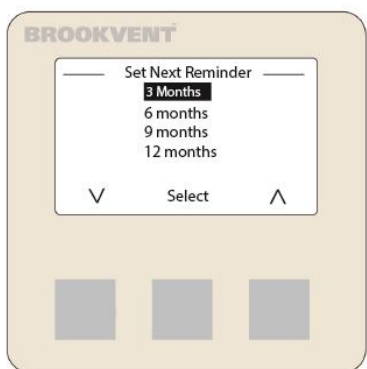 BROOKVENT
Set Next Reminder
3 Months
6 months
9 months
12 months
Select